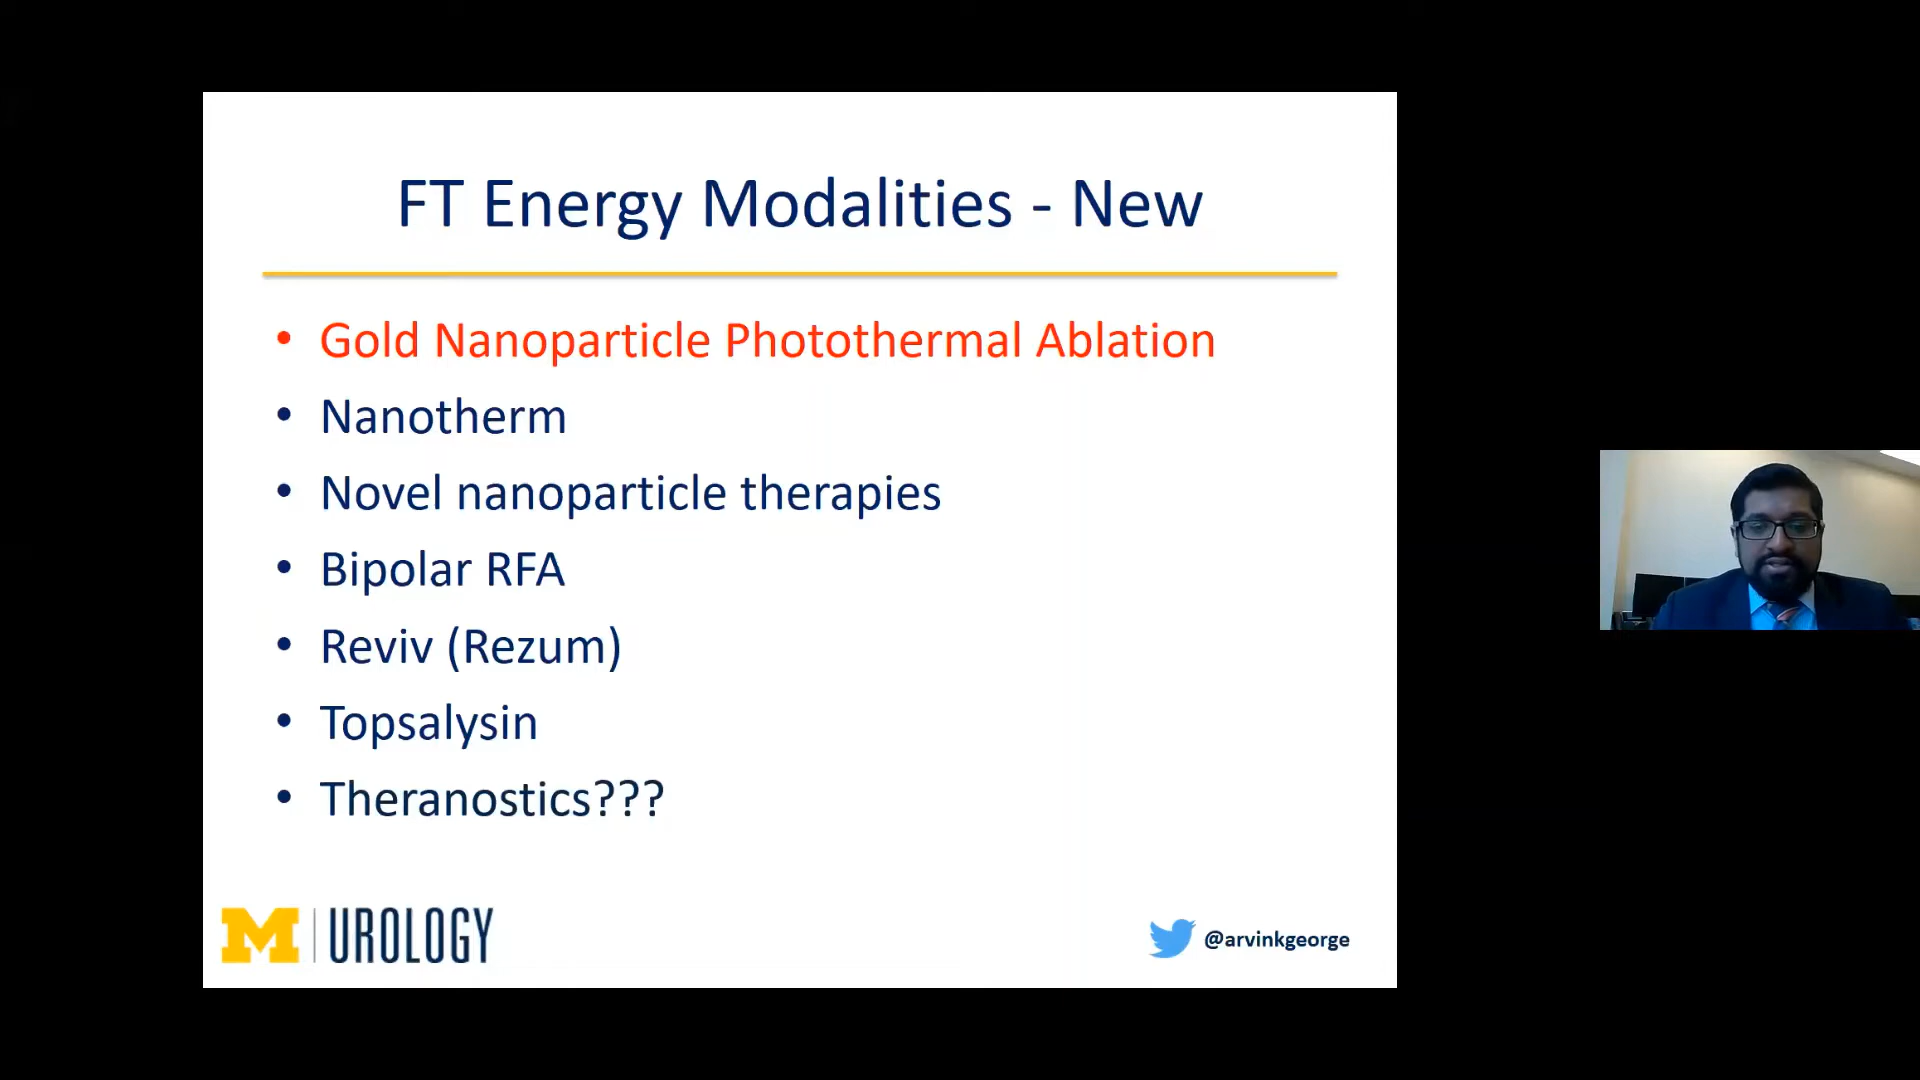 FT Energy Modalities - New
• Gold Nanoparticle Photothermal Ablation
• Nanotherm
• Novel nanoparticle therapies
• Bipolar RFA
• Reviv (Rezum)
• Topsalysin
• Theranostics???
M | UROLOGY
@arvinkgeorge